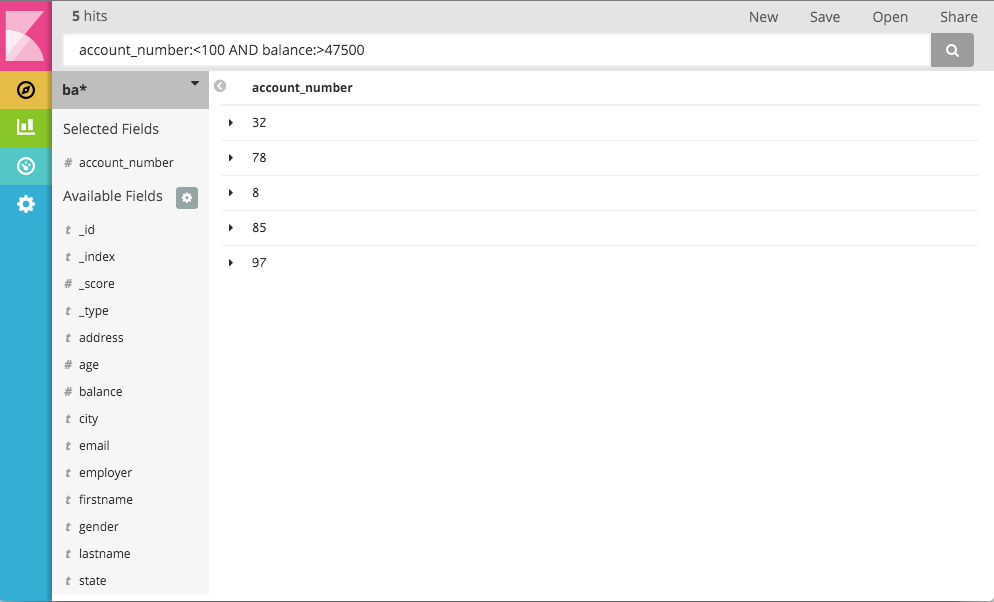 5 hits
New Save Open Share
account_number:<100 AND balance:>47500
ba*
Selected Fields
# account_number
Available Fields
t _id
t _index
# _score
t _type
t address
# age
# balance
t city
t email
t employer
t firstname
t gender
t lastname
t state
account_number
32
78
8
85
97